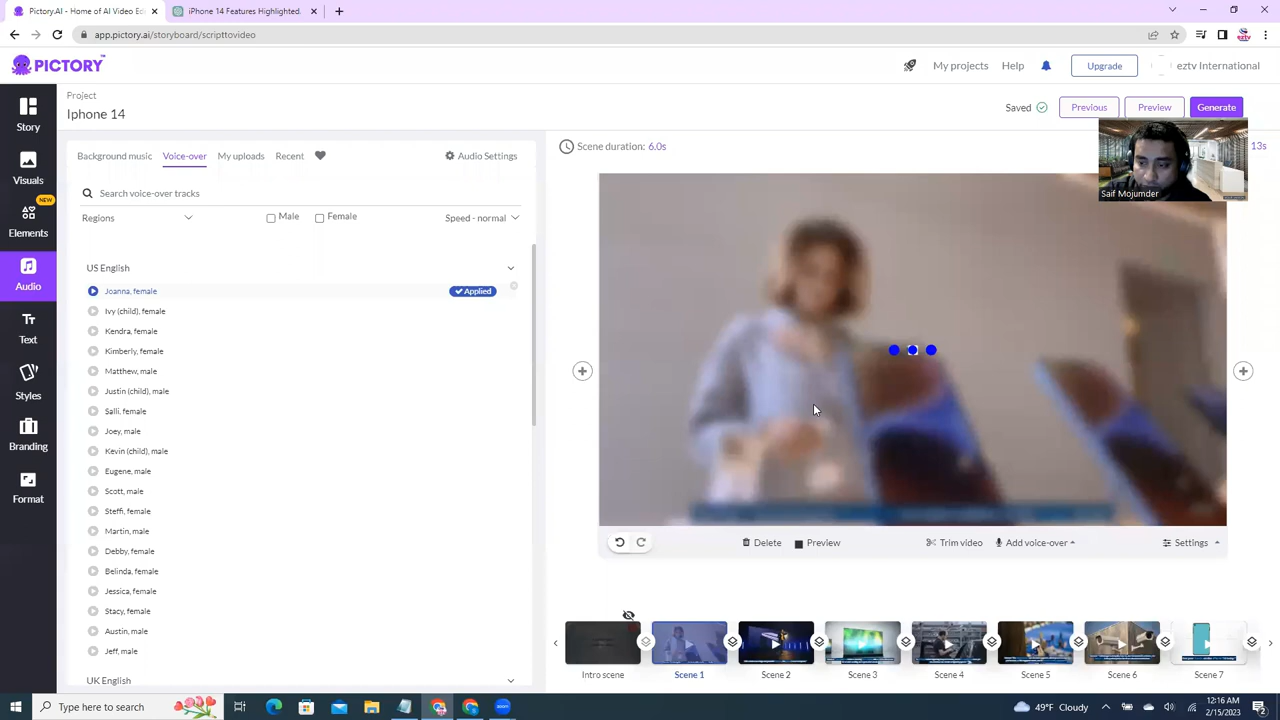 Pictory.AI - Home of AI Video Ed
iPhone 14 Features Highlighted.
app.pictory.ai/storyboard/scripttovideo
PICTORY
My projects
Help
Upgrade
eztv International
Project
Iphone 14
Saved
Previous
Preview
Generate
Story
Visuals
NEW
Elements
Audio
Text
Styles
Branding
Format
Background music
Voice-over
My uploads
Recent
Audio Settings
Search voice-over tracks
Regions
Male
Female
Speed - normal
US English
Joanna, female
Applied
Ivy (child), female
Kendra, female
Kimberly, female
Matthew, male
Justin (child), male
Salli, female
Joey, male
Kevin (child), male
Eugene, male
Scott, male
Steffi, male
Martin, male
Debby, female
Belinda, female
Jessica, female
Stacy, female
Austin, male
Jeff, male
UK English
Scene duration: 6.0s
13s
Saif Mojumder
Delete
Preview
Trim video
Add voice-over
Settings
Intro scene
Scene 1
Scene 2
Scene 3
Scene 4
Scene 5
Scene 6
Scene 7
Type here to search
zoom
49°F Cloudy
12:16 AM
2/15/2023
2